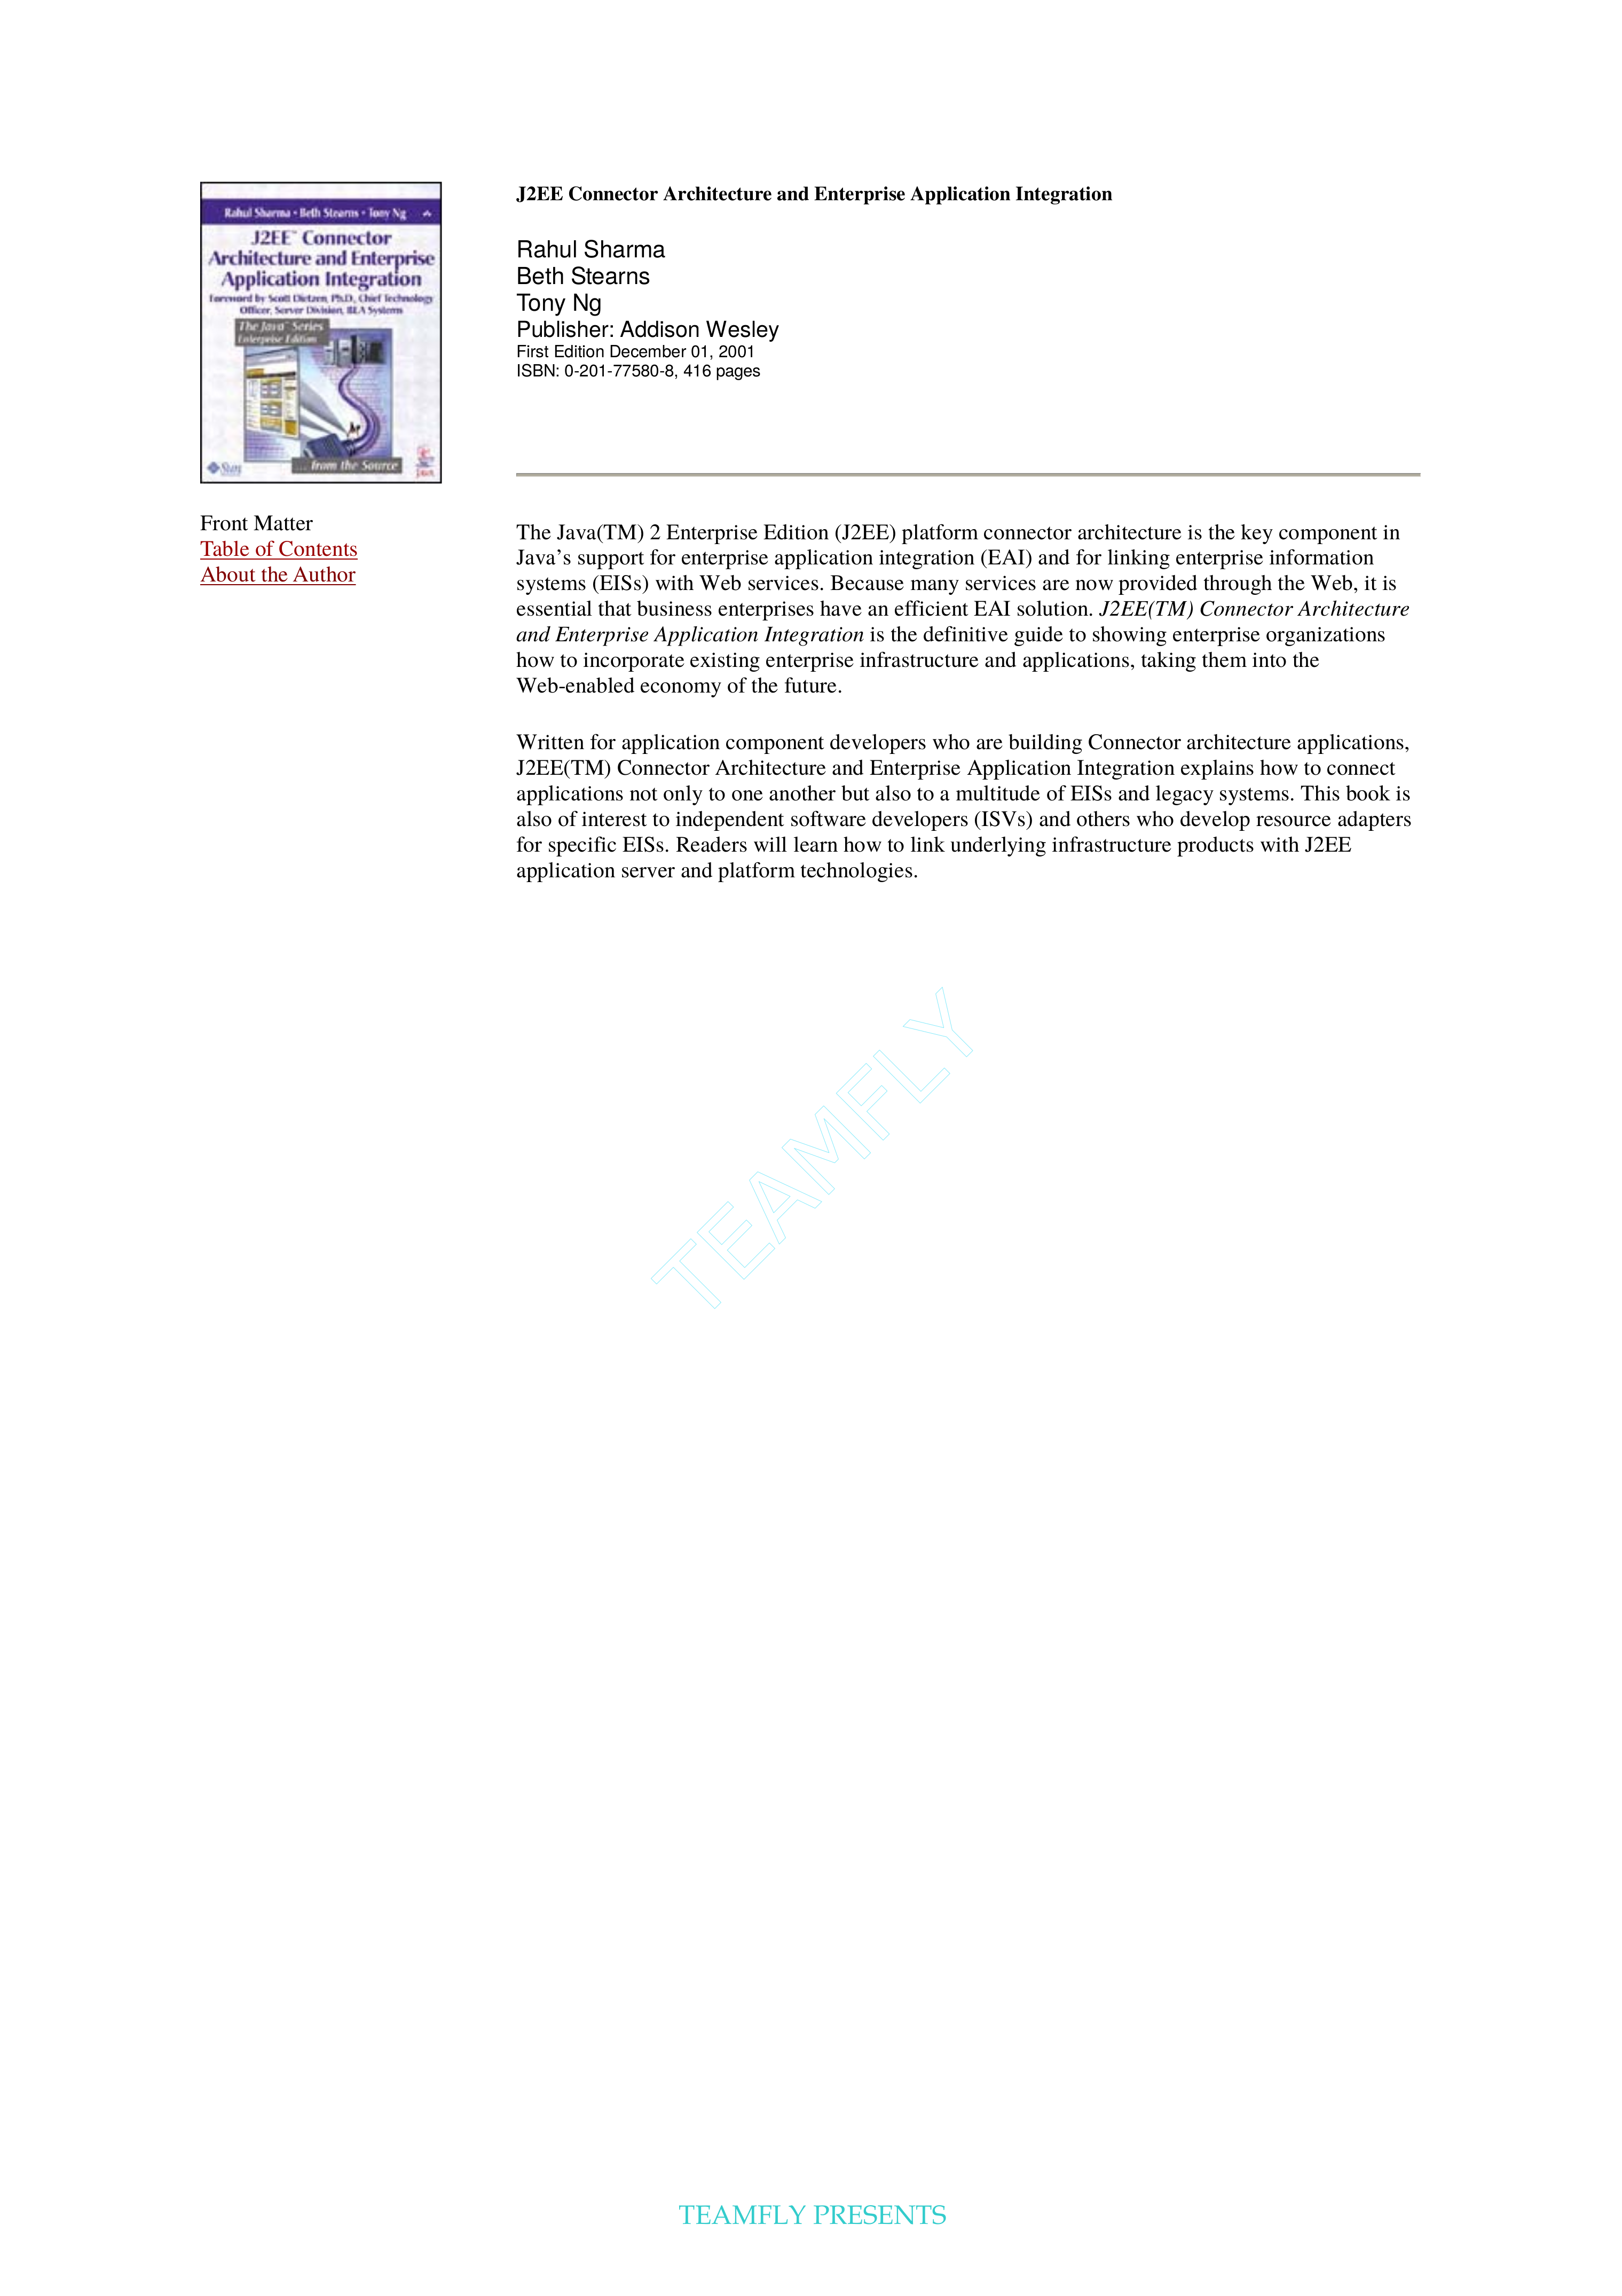 Rahul Sharma • Beth Stearns • Tony Ng
J2EE™ Connector
Architecture and Enterprise
Application Integration
Foreword by Scott Dietzen, Ph.D., Chief Technology
Officer, Server Division, BEA Systems
The Java™ Series
Enterprise Edition
... from the Source
Sun
Java
Front Matter
Table of Contents
About the Author
J2EE Connector Architecture and Enterprise Application Integration
Rahul Sharma
Beth Stearns
Tony Ng
Publisher: Addison Wesley
First Edition December 01, 2001
ISBN: 0-201-77580-8, 416 pages
The Java(TM) 2 Enterprise Edition (J2EE) platform connector architecture is the key component in
Java's support for enterprise application integration (EAI) and for linking enterprise information
systems (EISs) with Web services. Because many services are now provided through the Web, it is
essential that business enterprises have an efficient EAI solution. J2EE(TM) Connector Architecture
and Enterprise Application Integration is the definitive guide to showing enterprise organizations
how to incorporate existing enterprise infrastructure and applications, taking them into the
Web-enabled economy of the future.
Written for application component developers who are building Connector architecture applications,
J2EE(TM) Connector Architecture and Enterprise Application Integration explains how to connect
applications not only to one another but also to a multitude of EISs and legacy systems. This book is
also of interest to independent software developers (ISVs) and others who develop resource adapters
for specific EISs. Readers will learn how to link underlying infrastructure products with J2EE
application server and platform technologies.
TEAMFLY
TEAMFLY PRESENTS